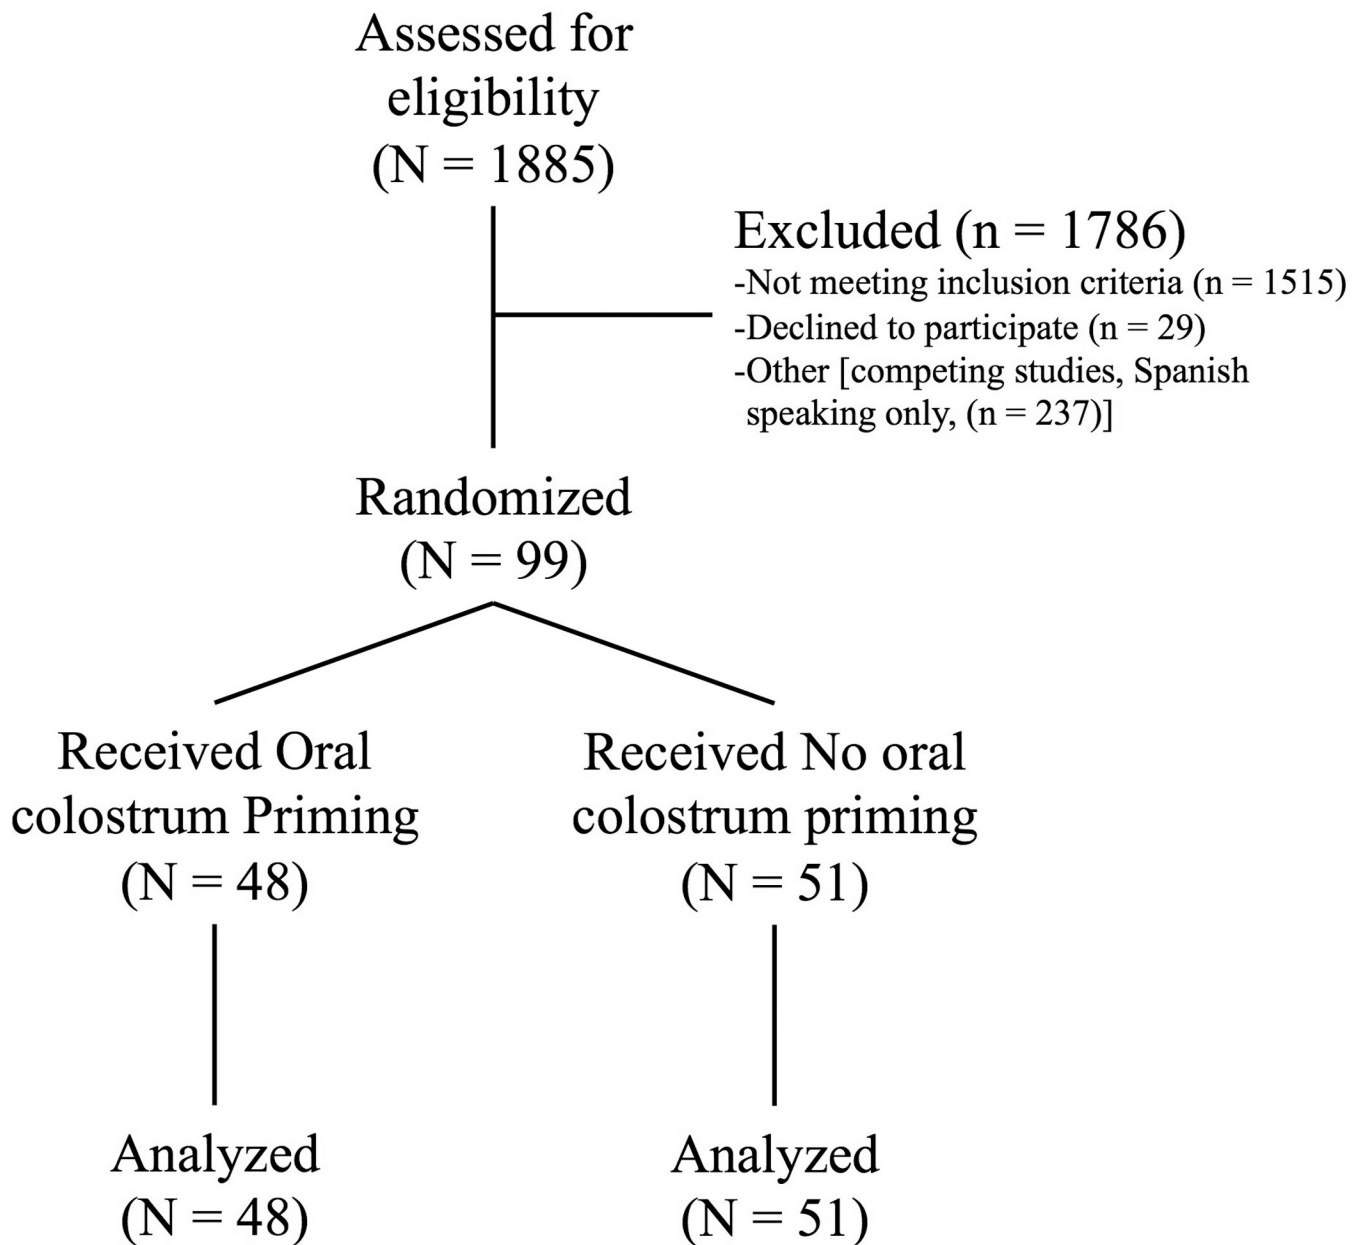 Assessed for
eligibility
(N = 1885)
Excluded (n = 1786)
-Not meeting inclusion criteria (n = 1515)
-Declined to participate (n = 29)
-Other [competing studies, Spanish
speaking only, (n = 237)]
Randomized
(N = 99)
Received Oral
colostrum Priming
(N = 48)
Received No oral
colostrum priming
(N = 51)
Analyzed
(N = 48)
Analyzed
(N = 51)